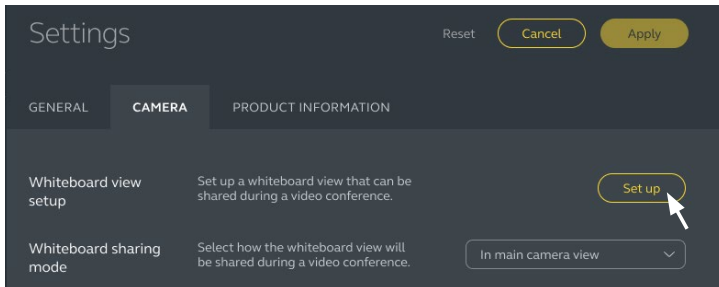 Settings
Reset
Cancel
Apply
GENERAL
CAMERA
PRODUCT INFORMATION
Whiteboard view
setup
Set up a whiteboard view that can be
shared during a video conference.
Set up
Whiteboard sharing
mode
Select how the whiteboard view will
be shared during a video conference.
In main camera view